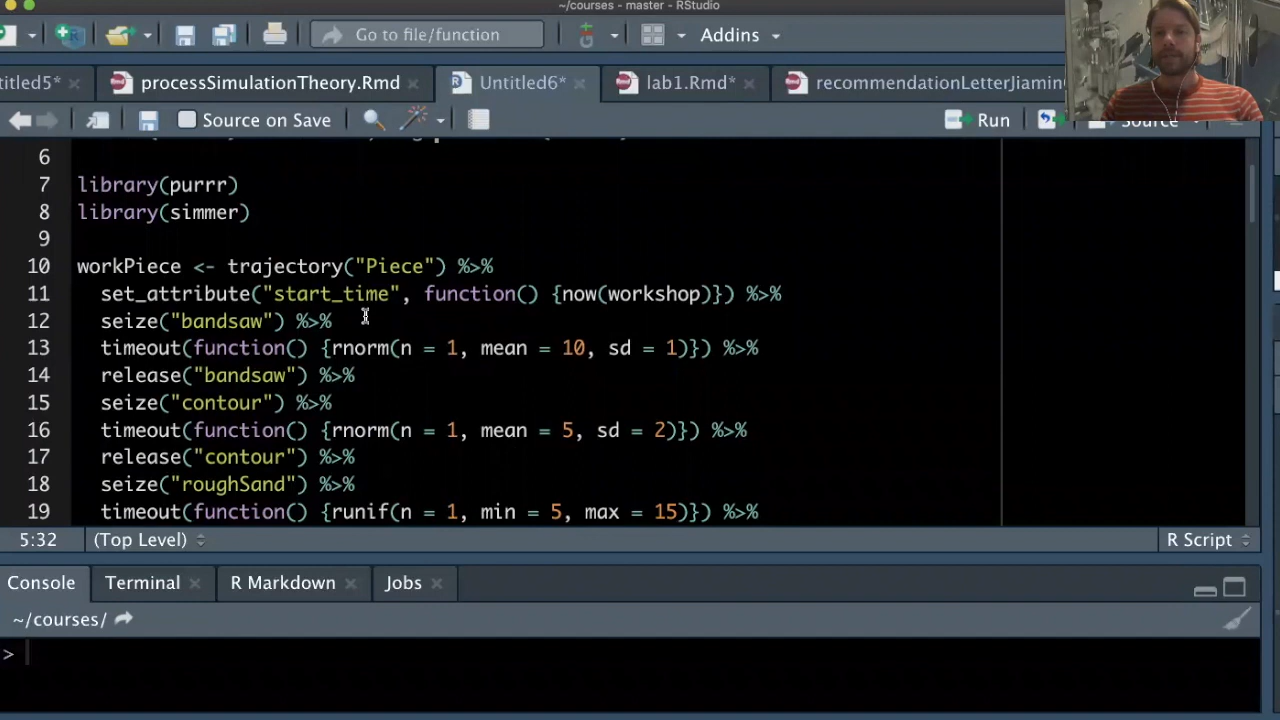 ~/courses - master - RStudio
Go to file/function
Addins
titled5*
processSimulationTheory.Rmd
Untitled6*
lab1.Rmd*
recommendationLetterJiamin
Source on Save
Run
Source
6
7 library(purrr)
8 library(simmer)
9
10 workPiece <- trajectory("Piece") %>%
11 set_attribute("start_time", function() {now(workshop)}) %>%
12 seize("bandsaw") %>%
13 timeout(function() {rnorm(n = 1, mean = 10, sd = 1)}) %>%
14 release("bandsaw") %>%
15 seize("contour") %>%
16 timeout(function() {rnorm(n = 1, mean = 5, sd = 2)}) %>%
17 release("contour") %>%
18 seize("roughSand") %>%
19 timeout(function() {runif(n = 1, min = 5, max = 15)}) %>%
5:32
(Top Level)
R Script
Console
Terminal
R Markdown
Jobs
~/courses/
>